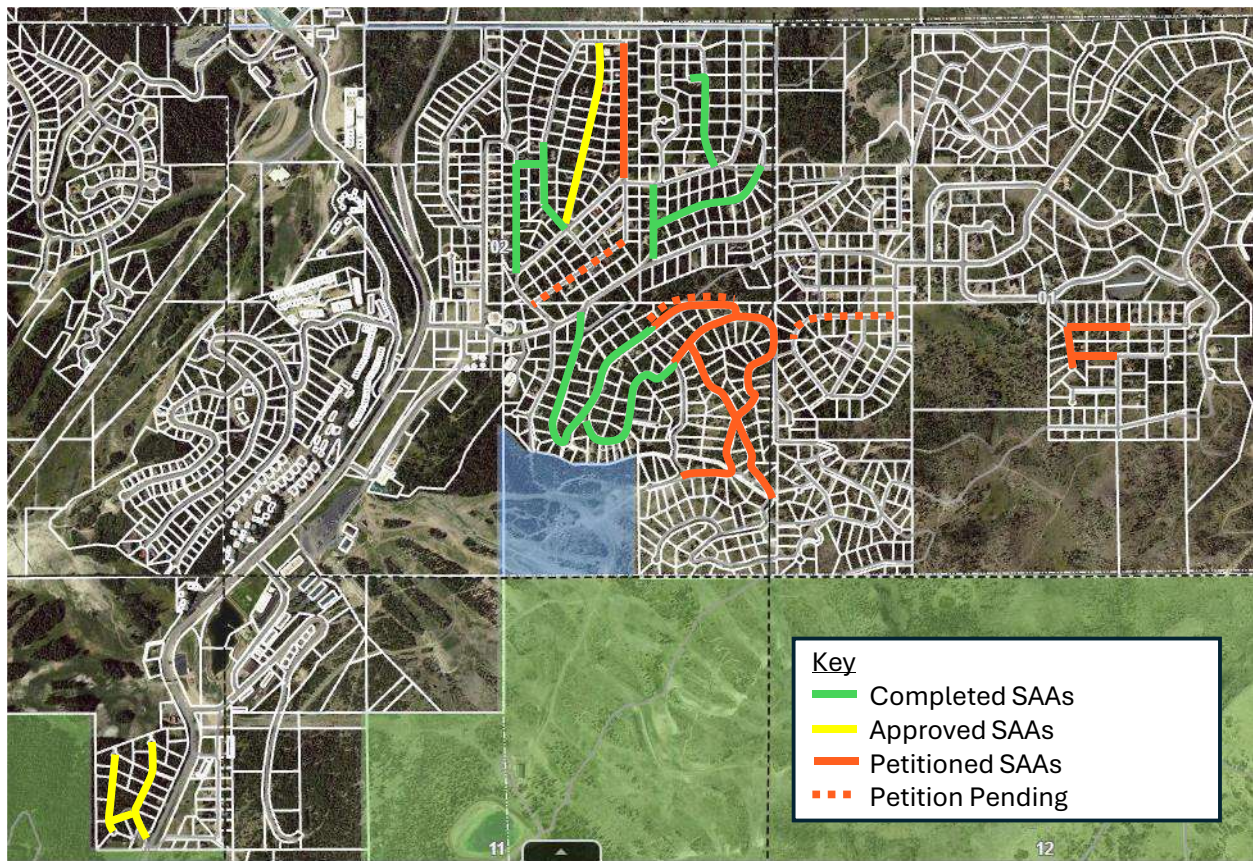 02
01
Key
Completed SAAs
Approved SAAs
Petitioned SAAs
Petition Pending
11
12